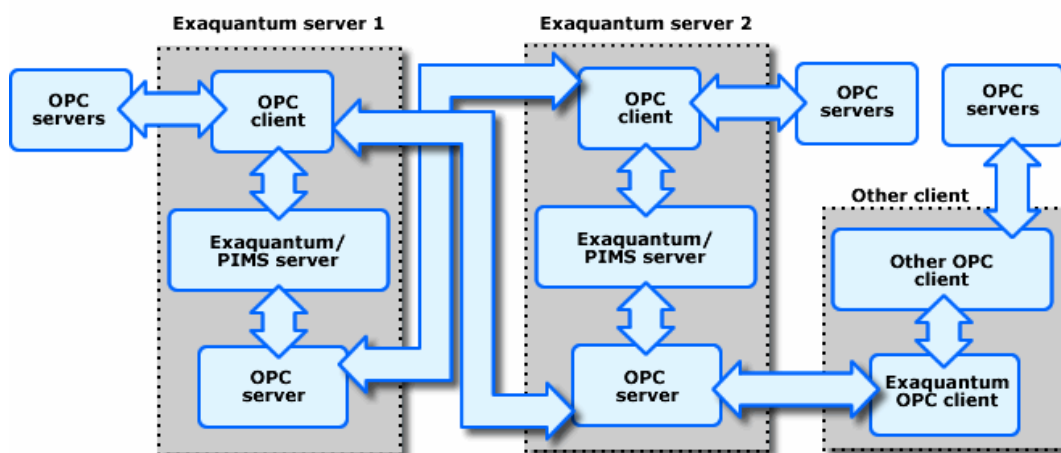 Exaquantum server 1
Exaquantum server 2
OPC
servers
OPC
client
OPC
client
OPC
servers
OPC
servers
Other client
Exaquantum/
PIMS server
Exaquantum/
PIMS server
Other OPC
client
OPC
server
OPC
server
Exaquantum
OPC client